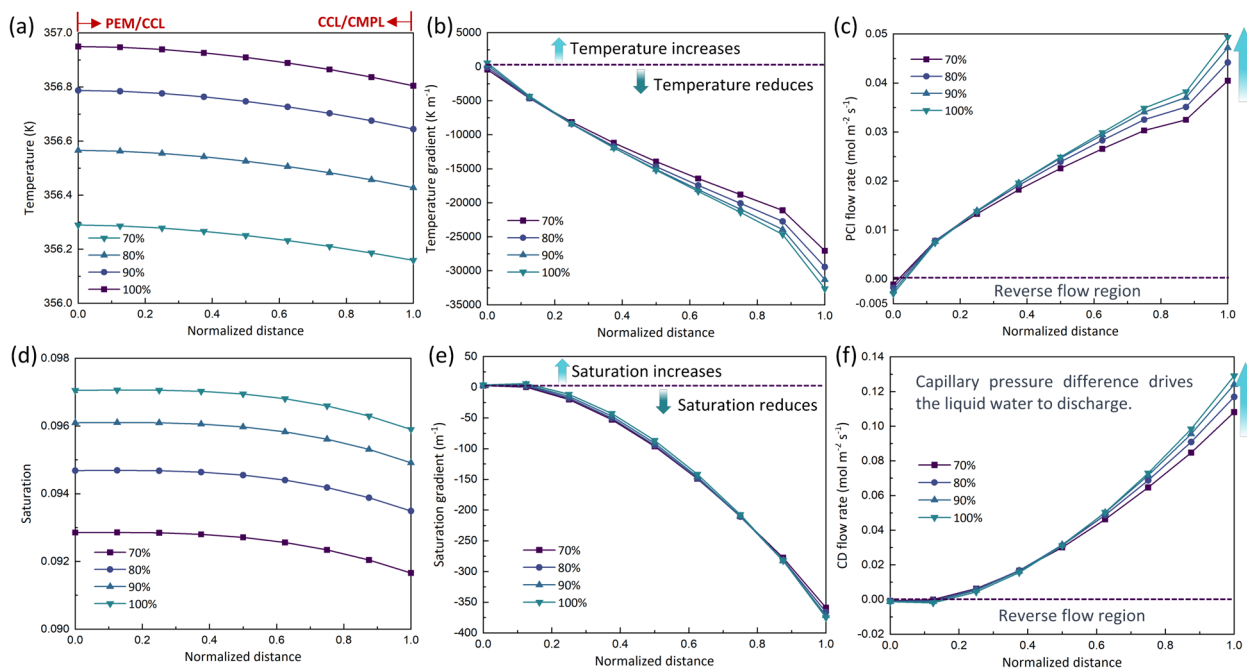 PEM/CCL
CCL/CMPL
(a)
357.0
356.8
356.6
356.4
356.2
356.0
Temperature (K)
70%
80%
90%
100%
0.0 0.2 0.4 0.6 0.8 1.0
Normalized distance
(b)
5000
0
-5000
-10000
-15000
-20000
-25000
-30000
-35000
Temperature gradient (K m⁻¹)
Temperature increases
Temperature reduces
70%
80%
90%
100%
0.0 0.2 0.4 0.6 0.8 1.0
Normalized distance
(c)
0.05
0.04
0.03
0.02
0.01
0.00
-0.005
PCI flow rate (mol m⁻² s⁻¹)
70%
80%
90%
100%
Reverse flow region
0.0 0.2 0.4 0.6 0.8 1.0
Normalized distance
(d)
0.098
0.096
0.094
0.092
0.090
Saturation
70%
80%
90%
100%
0.0 0.2 0.4 0.6 0.8 1.0
Normalized distance
(e)
50
0
-50
-100
-150
-200
-250
-300
-350
-400
Saturation gradient (m⁻¹)
Saturation increases
Saturation reduces
70%
80%
90%
100%
0.0 0.2 0.4 0.6 0.8 1.0
Normalized distance
(f)
0.14
0.12
0.10
0.08
0.06
0.04
0.02
0.00
-0.02
CD flow rate (mol m⁻² s⁻¹)
Capillary pressure difference drives
the liquid water to discharge.
70%
80%
90%
100%
Reverse flow region
0.0 0.2 0.4 0.6 0.8 1.0
Normalized distance